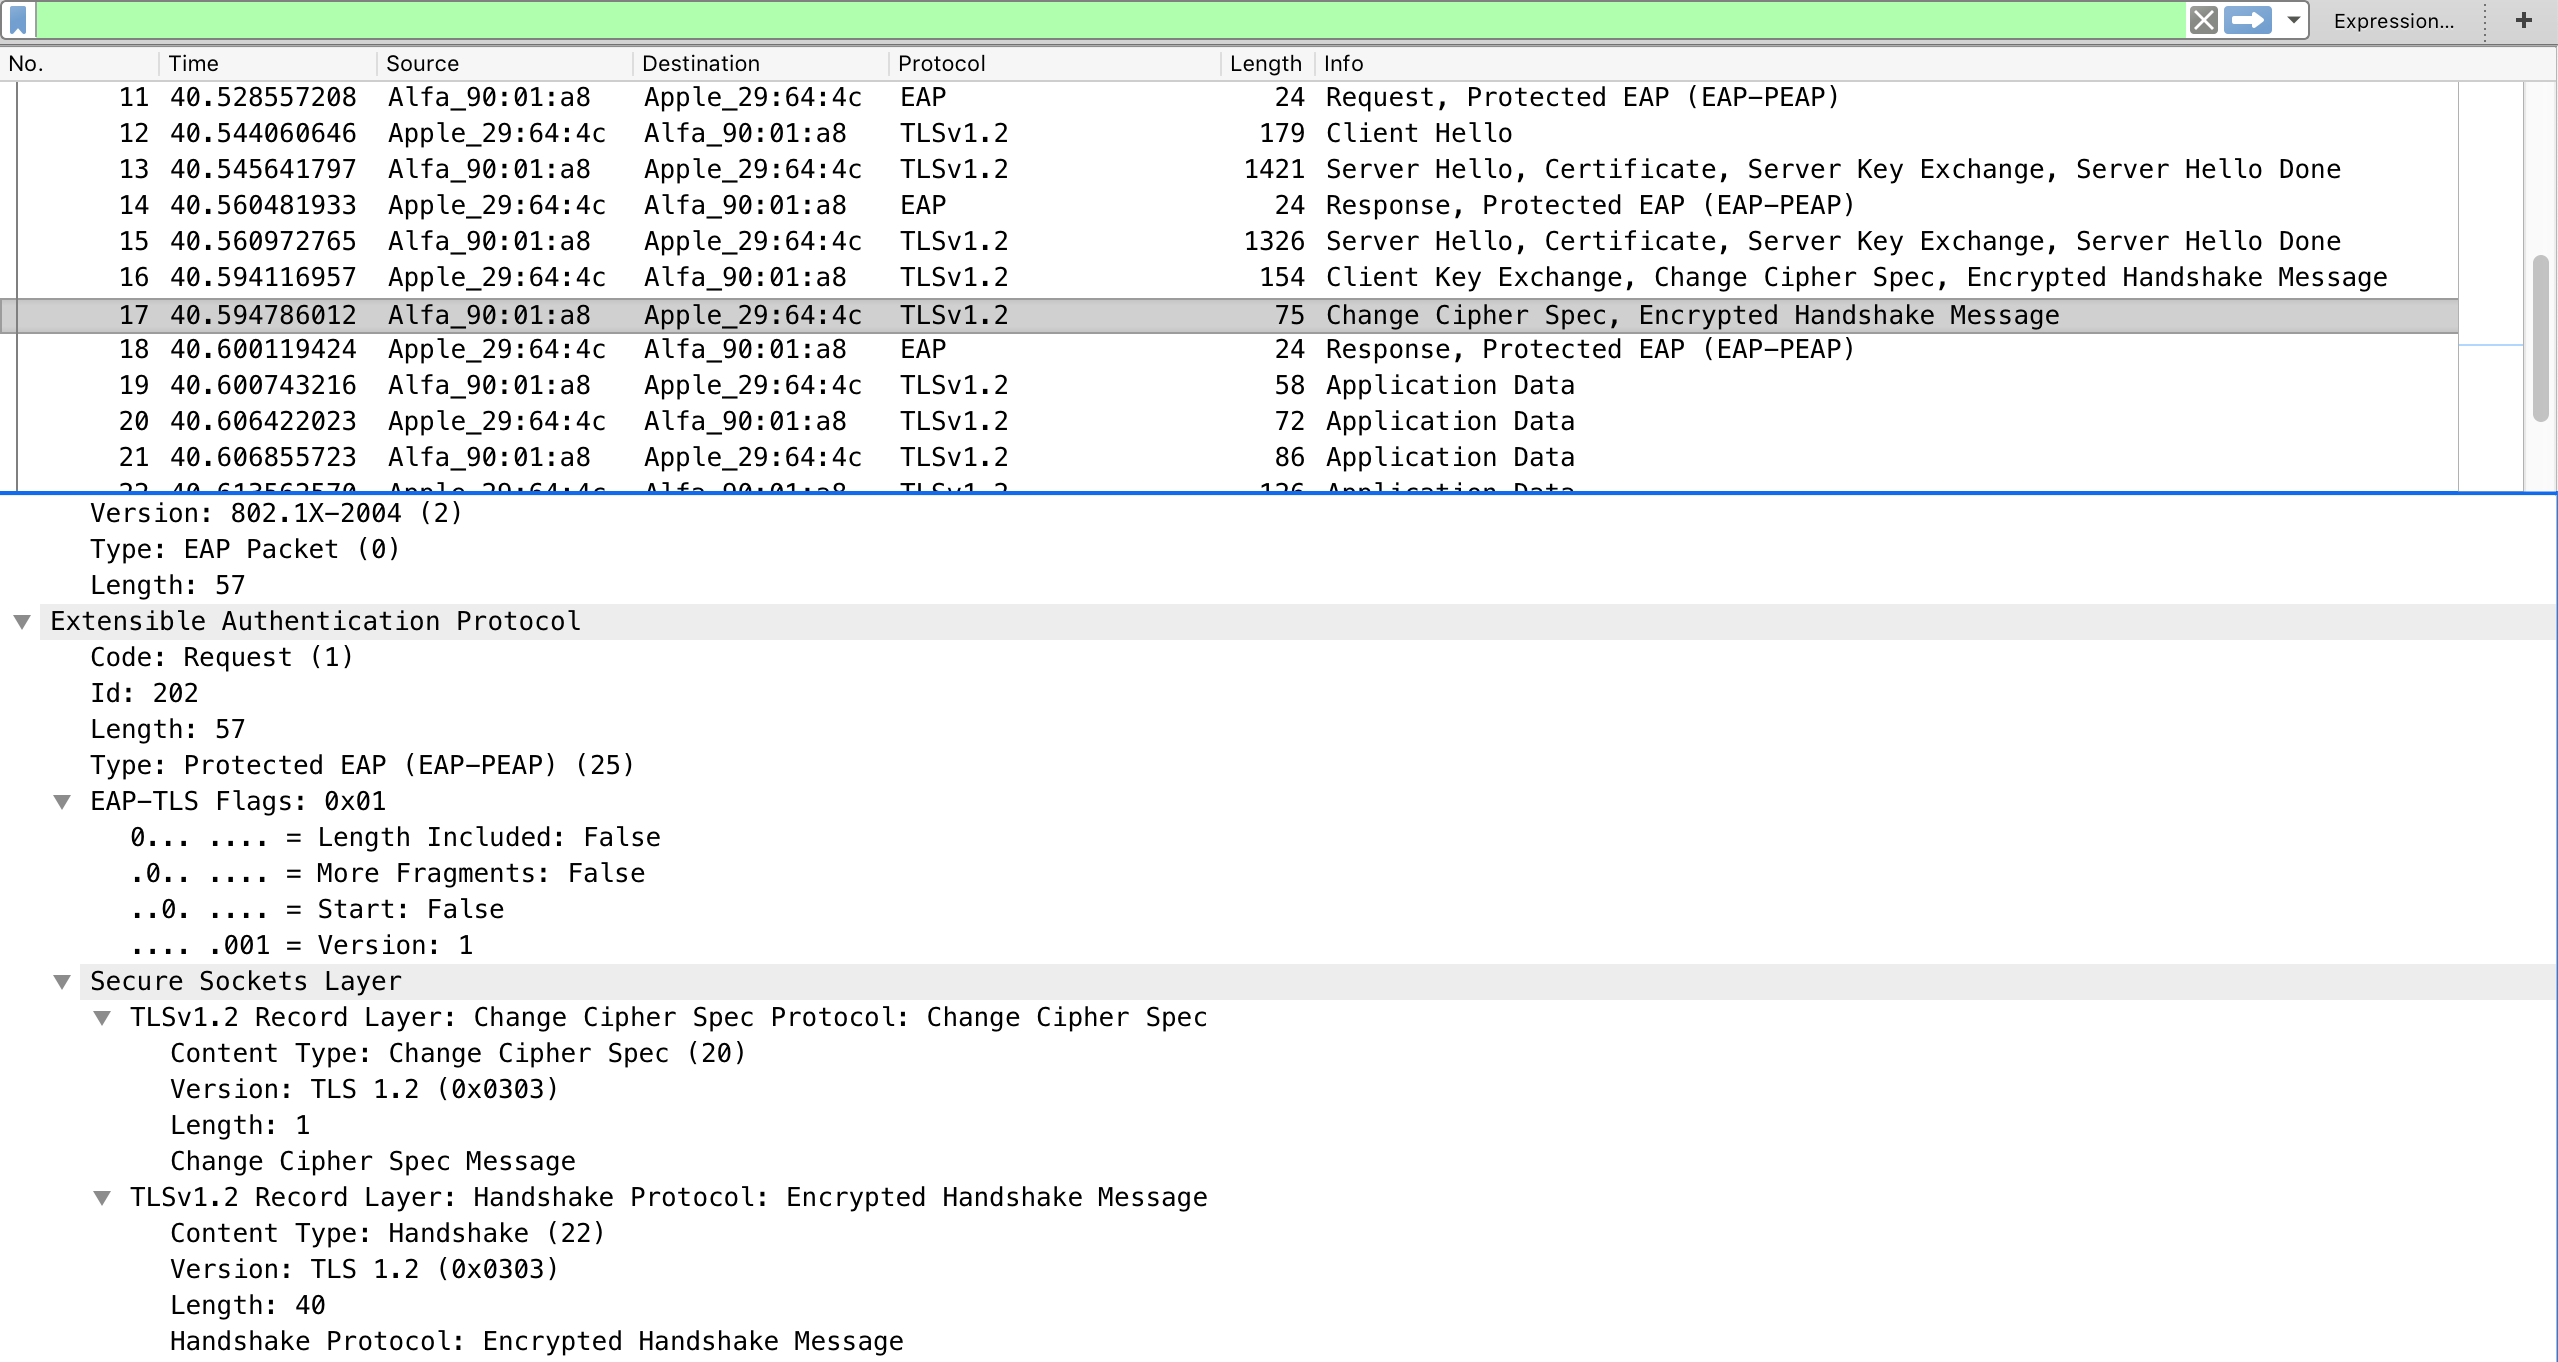 Expression... +
No. Time Source Destination Protocol Length Info
11 40.528557208 Alfa_90:01:a8 Apple_29:64:4c EAP 24 Request, Protected EAP (EAP-PEAP)
12 40.544060646 Apple_29:64:4c Alfa_90:01:a8 TLSv1.2 179 Client Hello
13 40.545641797 Alfa_90:01:a8 Apple_29:64:4c TLSv1.2 1421 Server Hello, Certificate, Server Key Exchange, Server Hello Done
14 40.560481933 Apple_29:64:4c Alfa_90:01:a8 EAP 24 Response, Protected EAP (EAP-PEAP)
15 40.560972765 Alfa_90:01:a8 Apple_29:64:4c TLSv1.2 1326 Server Hello, Certificate, Server Key Exchange, Server Hello Done
16 40.594116957 Apple_29:64:4c Alfa_90:01:a8 TLSv1.2 154 Client Key Exchange, Change Cipher Spec, Encrypted Handshake Message
17 40.594786012 Alfa_90:01:a8 Apple_29:64:4c TLSv1.2 75 Change Cipher Spec, Encrypted Handshake Message
18 40.600119424 Apple_29:64:4c Alfa_90:01:a8 EAP 24 Response, Protected EAP (EAP-PEAP)
19 40.600743216 Alfa_90:01:a8 Apple_29:64:4c TLSv1.2 58 Application Data
20 40.606422023 Apple_29:64:4c Alfa_90:01:a8 TLSv1.2 72 Application Data
21 40.606855723 Alfa_90:01:a8 Apple_29:64:4c TLSv1.2 86 Application Data
22 Apple_29:64:4c Alfa_90:01:a8 TLSv1.2 Application Data
Version: 802.1X-2004 (2)
Type: EAP Packet (0)
Length: 57
Extensible Authentication Protocol
Code: Request (1)
Id: 202
Length: 57
Type: Protected EAP (EAP-PEAP) (25)
EAP-TLS Flags: 0x01
0... .... = Length Included: False
.0.. .... = More Fragments: False
..0. .... = Start: False
.... .001 = Version: 1
Secure Sockets Layer
TLSv1.2 Record Layer: Change Cipher Spec Protocol: Change Cipher Spec
Content Type: Change Cipher Spec (20)
Version: TLS 1.2 (0x0303)
Length: 1
Change Cipher Spec Message
TLSv1.2 Record Layer: Handshake Protocol: Encrypted Handshake Message
Content Type: Handshake (22)
Version: TLS 1.2 (0x0303)
Length: 40
Handshake Protocol: Encrypted Handshake Message